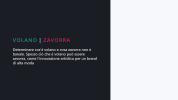 VOLANO | ZAVORRA
Determinare cos'è volano e cosa zavorra non è
banale. Spesso ciò che è volano può essere
zavorra, come l'innovazione artistica per un brand
di alta moda